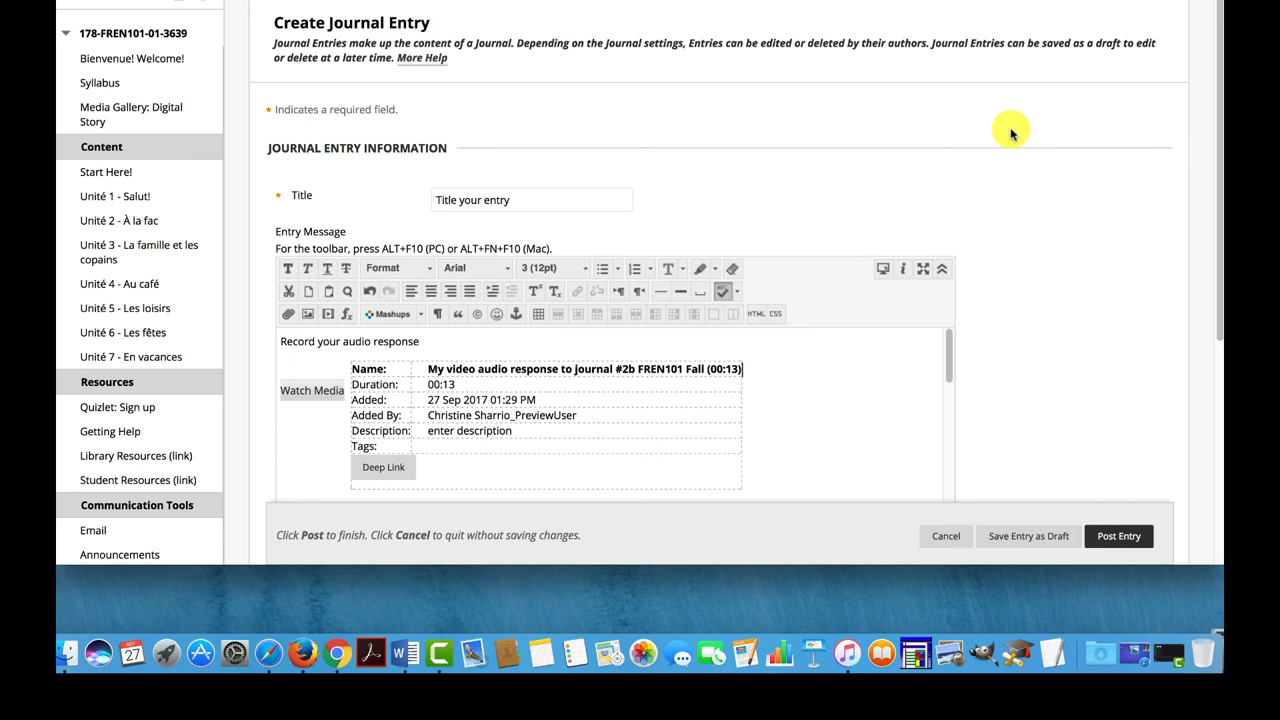 178-FREN101-01-3639
Bienvenue! Welcome!
Syllabus
Media Gallery: Digital
Story
Content
Start Here!
Unité 1 - Salut!
Unité 2 - À la fac
Unité 3 - La famille et les
copains
Unité 4 - Au café
Unité 5 - Les loisirs
Unité 6 - Les fêtes
Unité 7 - En vacances
Resources
Quizlet: Sign up
Getting Help
Library Resources (link)
Student Resources (link)
Communication Tools
Email
Announcements
Create Journal Entry
Journal Entries make up the content of a Journal. Depending on the Journal settings, Entries can be edited or deleted by their authors. Journal Entries can be saved as a draft to edit
or delete at a later time. More Help
* Indicates a required field.
JOURNAL ENTRY INFORMATION
* Title
Title your entry
Entry Message
For the toolbar, press ALT+F10 (PC) or ALT+FN+F10 (Mac).
T T T T Format Arial 3 (12pt)
Mashups HTML CSS
Record your audio response
Watch Media
Name: My video audio response to journal #2b FREN101 Fall (00:13)
Duration: 00:13
Added: 27 Sep 2017 01:29 PM
Added By: Christine Sharrio_PreviewUser
Description: enter description
Tags:
Deep Link
Click Post to finish. Click Cancel to quit without saving changes.
Cancel Save Entry as Draft Post Entry
27